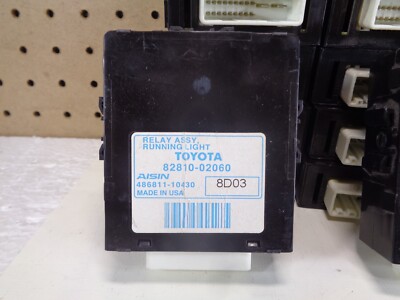 RELAY ASSY,
RUNNING LIGHT
TOYOTA
82810-02060
AISIN
486811-10430
MADE IN USA
8D03